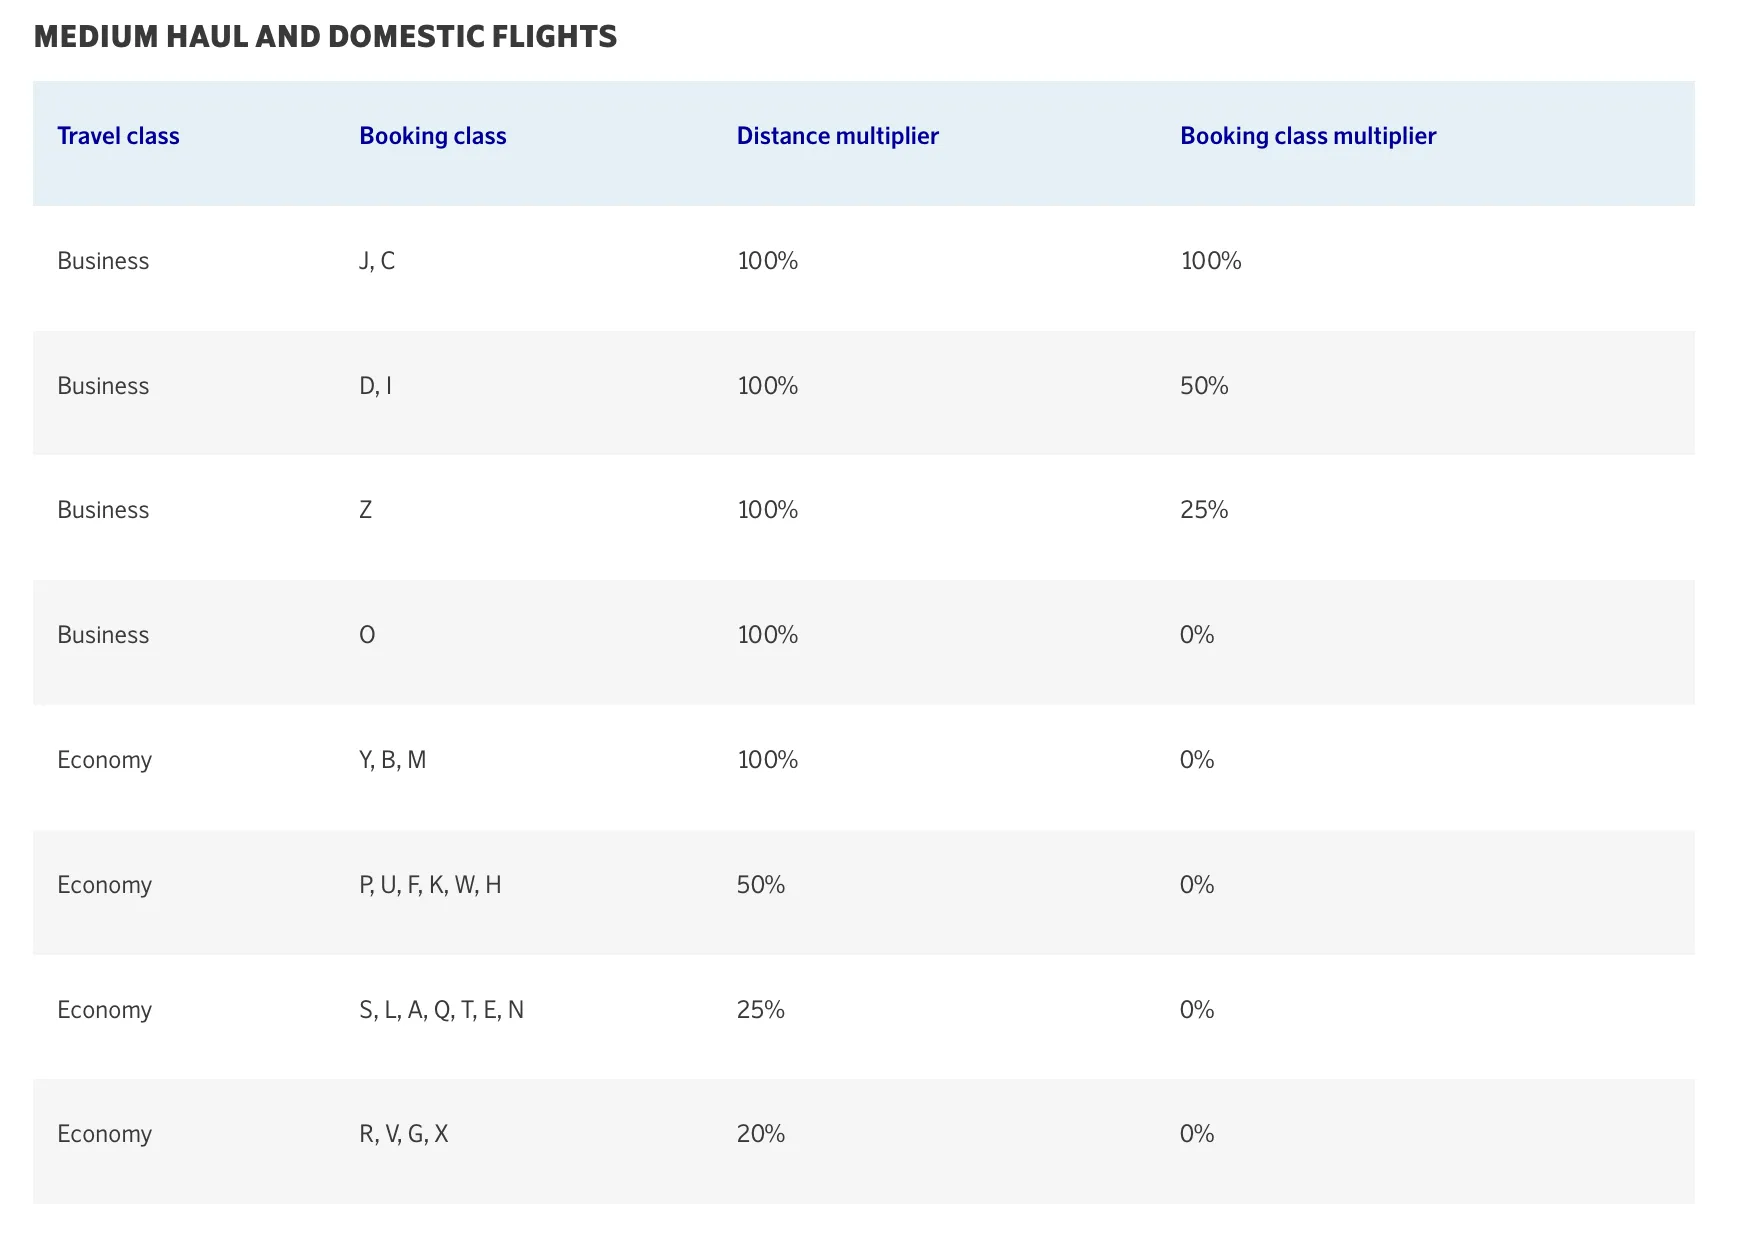 MEDIUM HAUL AND DOMESTIC FLIGHTS
Travel class Booking class Distance multiplier Booking class multiplier
Business J, C 100% 100%
Business D, I 100% 50%
Business Z 100% 25%
Business O 100% 0%
Economy Y, B, M 100% 0%
Economy P, U, F, K, W, H 50% 0%
Economy S, L, A, Q, T, E, N 25% 0%
Economy R, V, G, X 20% 0%